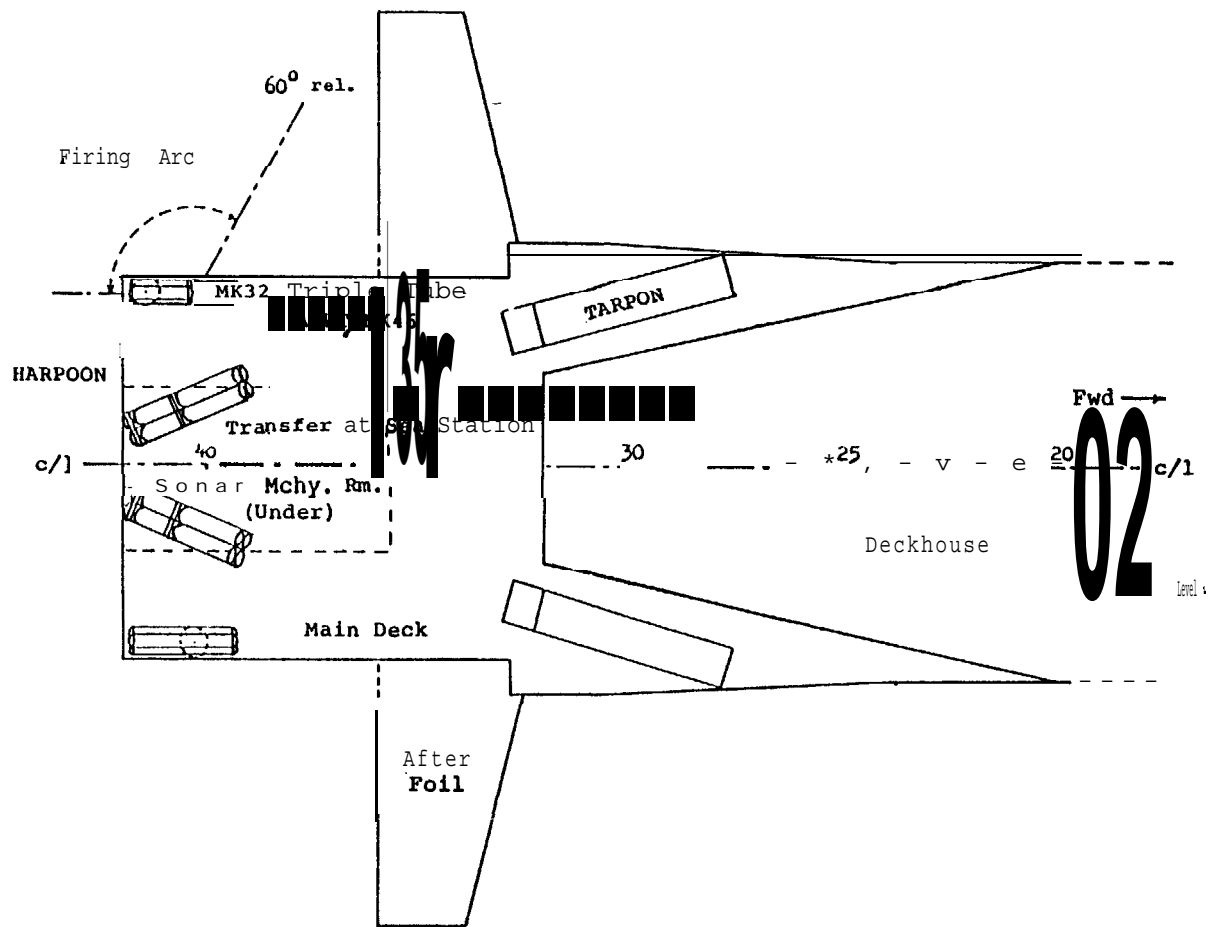 60° rel.
Firing Arc
MK32 Triple Tube
TARPON
HARPOON
Fwd
Transfer at Sea Station
c/l
40
30
25
20
c/l
02
Sonar Mchy. Rm.
(Under)
Deckhouse
Level
Main Deck
After
Foil